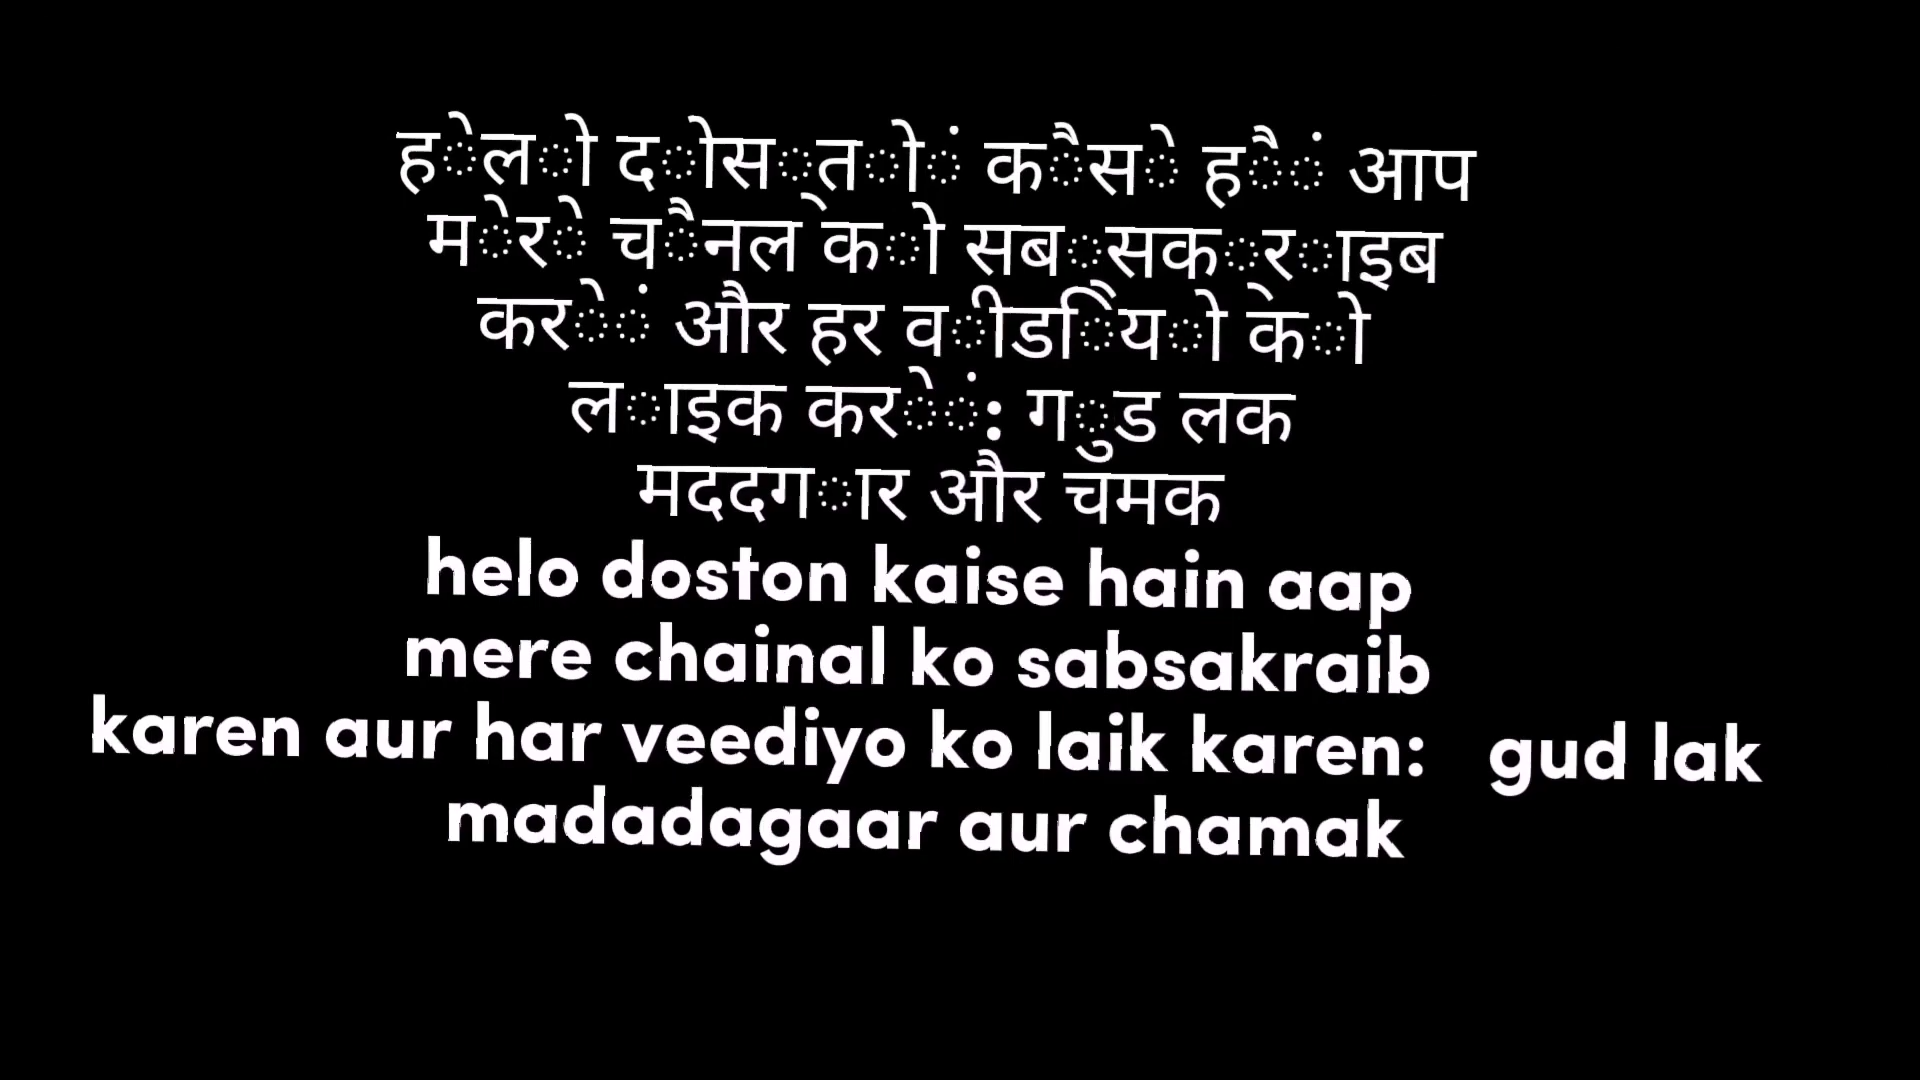 हेलो दोस्तों कैसे हैं आप
मेरे चैनल को सबस्सक्राइब
करें और हर वीडियो को
लाइक करें: गुड लक
मददगार और चमक
helo doston kaise hain aap
mere chainal ko sabsakraib
karen aur har veediyo ko laik karen: gud lak
madadagaar aur chamak